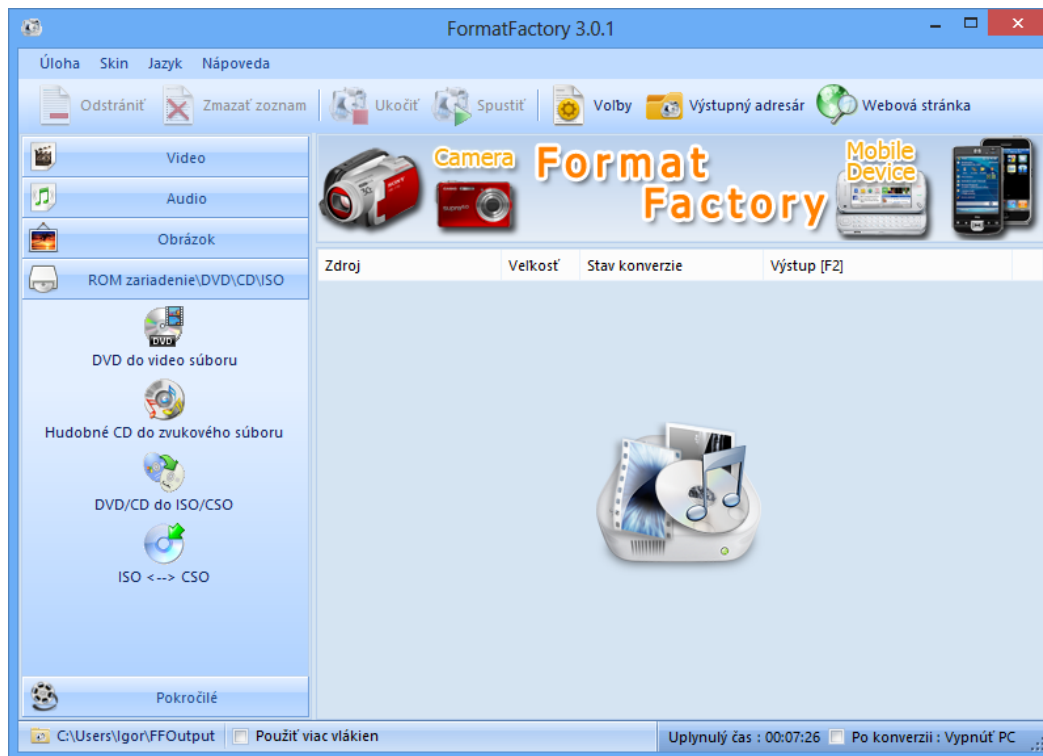 FormatFactory 3.0.1
Úloha Skin Jazyk Nápoveda
Odstrániť Zmazať zoznam Ukočiť Spustiť Voľby Výstupný adresár Webová stránka
Video
Audio
Obrázok
ROM zariadenie\DVD\CD\ISO
DVD
DVD do video súboru
Hudobné CD do zvukového súboru
DVD/CD do ISO/CSO
ISO <--> CSO
Pokročilé
Camera
Format
Factory
Mobile
Device
Zdroj Veľkosť Stav konverzie Výstup [F2]
C:\Users\Igor\FFOutput Použiť viac vlákien Uplynulý čas : 00:07:26 Po konverzii : Vypnúť PC